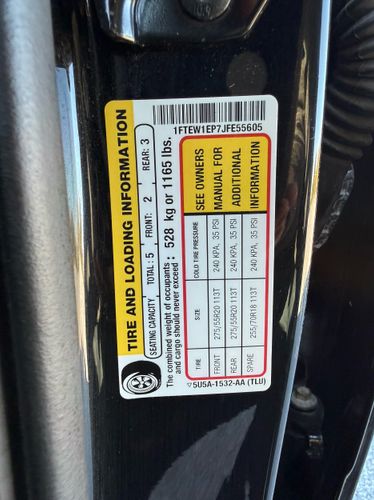 1FTEW1EP7JFE55605
TIRE AND LOADING INFORMATION
SEATING CAPACITY TOTAL: 5 FRONT: 2 REAR: 3
The combined weight of occupants and cargo should never exceed: 528 kg or 1165 lbs.
TIRE SIZE COLD TIRE PRESSURE
FRONT 275/55R20 113T 240 KPA, 35 PSI
REAR 275/55R20 113T 240 KPA, 35 PSI
SPARE 255/70R18 113T 240 KPA, 35 PSI
SEE OWNERS
MANUAL FOR
ADDITIONAL
INFORMATION
5U5A-1532-AA (TLU)